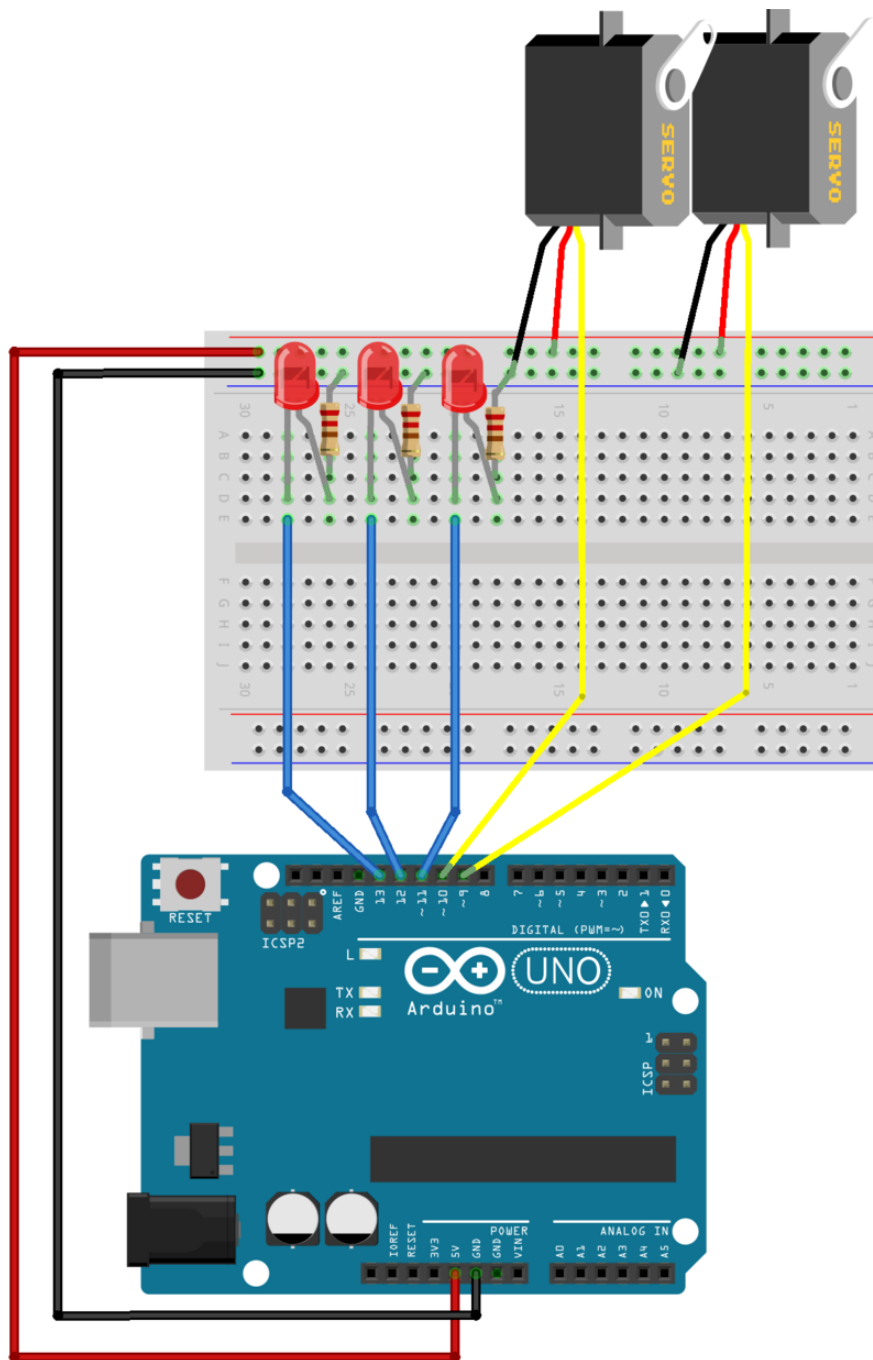 SERVO
SERVO
30 25 15 10 5 1
A
B
C
D
E
F
G
H
I
J
30 25 15 10 5 1
RESET
ICSP2
AREF
GND
13
12
~11
~10
~9
8
7
~6
~5
4
~3
2
TX0▶1
RX0◀0
DIGITAL (PWM=~)
L
TX
RX
Arduino™
UNO
ON
1
ICSP
POWER
ANALOG IN
IOREF
RESET
3V3
5V
GND
GND
VIN
A0
A1
A2
A3
A4
A5